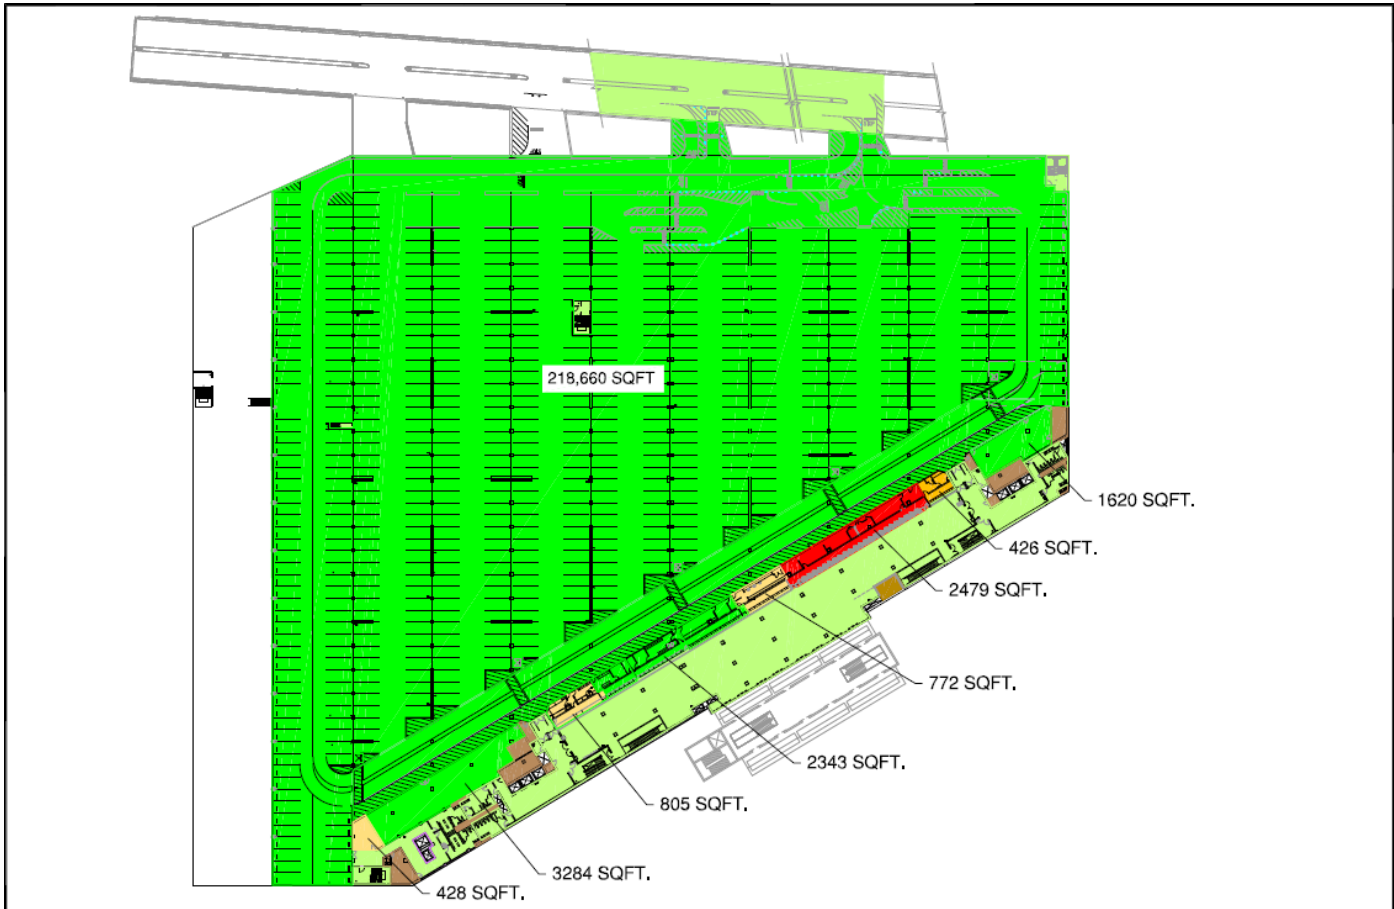 218,660 SQFT
1620 SQFT.
426 SQFT.
2479 SQFT.
772 SQFT.
2343 SQFT.
805 SQFT.
3284 SQFT.
428 SQFT.